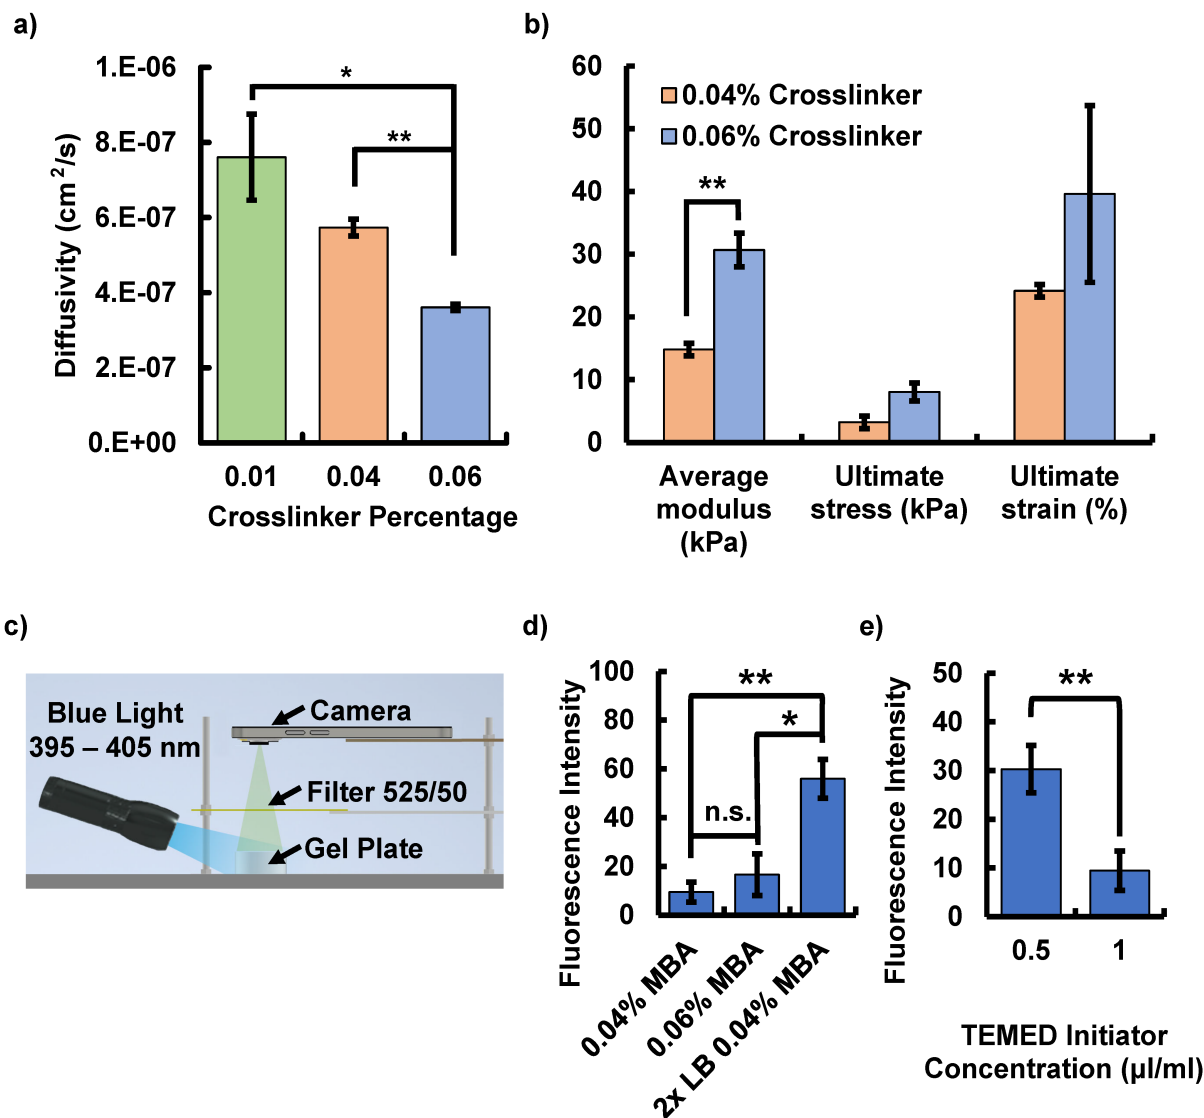 a)
1.E-06
8.E-07
6.E-07
4.E-07
2.E-07
0.E+00
Diffusivity (cm²/s)
*
**
0.01 0.04 0.06
Crosslinker Percentage
b)
60
50
40
30
20
10
0
0.04% Crosslinker
0.06% Crosslinker
**
Average
modulus
(kPa)
Ultimate
stress (kPa)
Ultimate
strain (%)
c)
Blue Light
395 – 405 nm
Camera
Filter 525/50
Gel Plate
d)
Fluorescence Intensity
100
80
60
40
20
0
**
*
n.s.
0.04% MBA
0.06% MBA
2x LB 0.04% MBA
e)
Fluorescence Intensity
50
40
30
20
10
0
**
0.5 1
TEMED Initiator
Concentration (µl/ml)